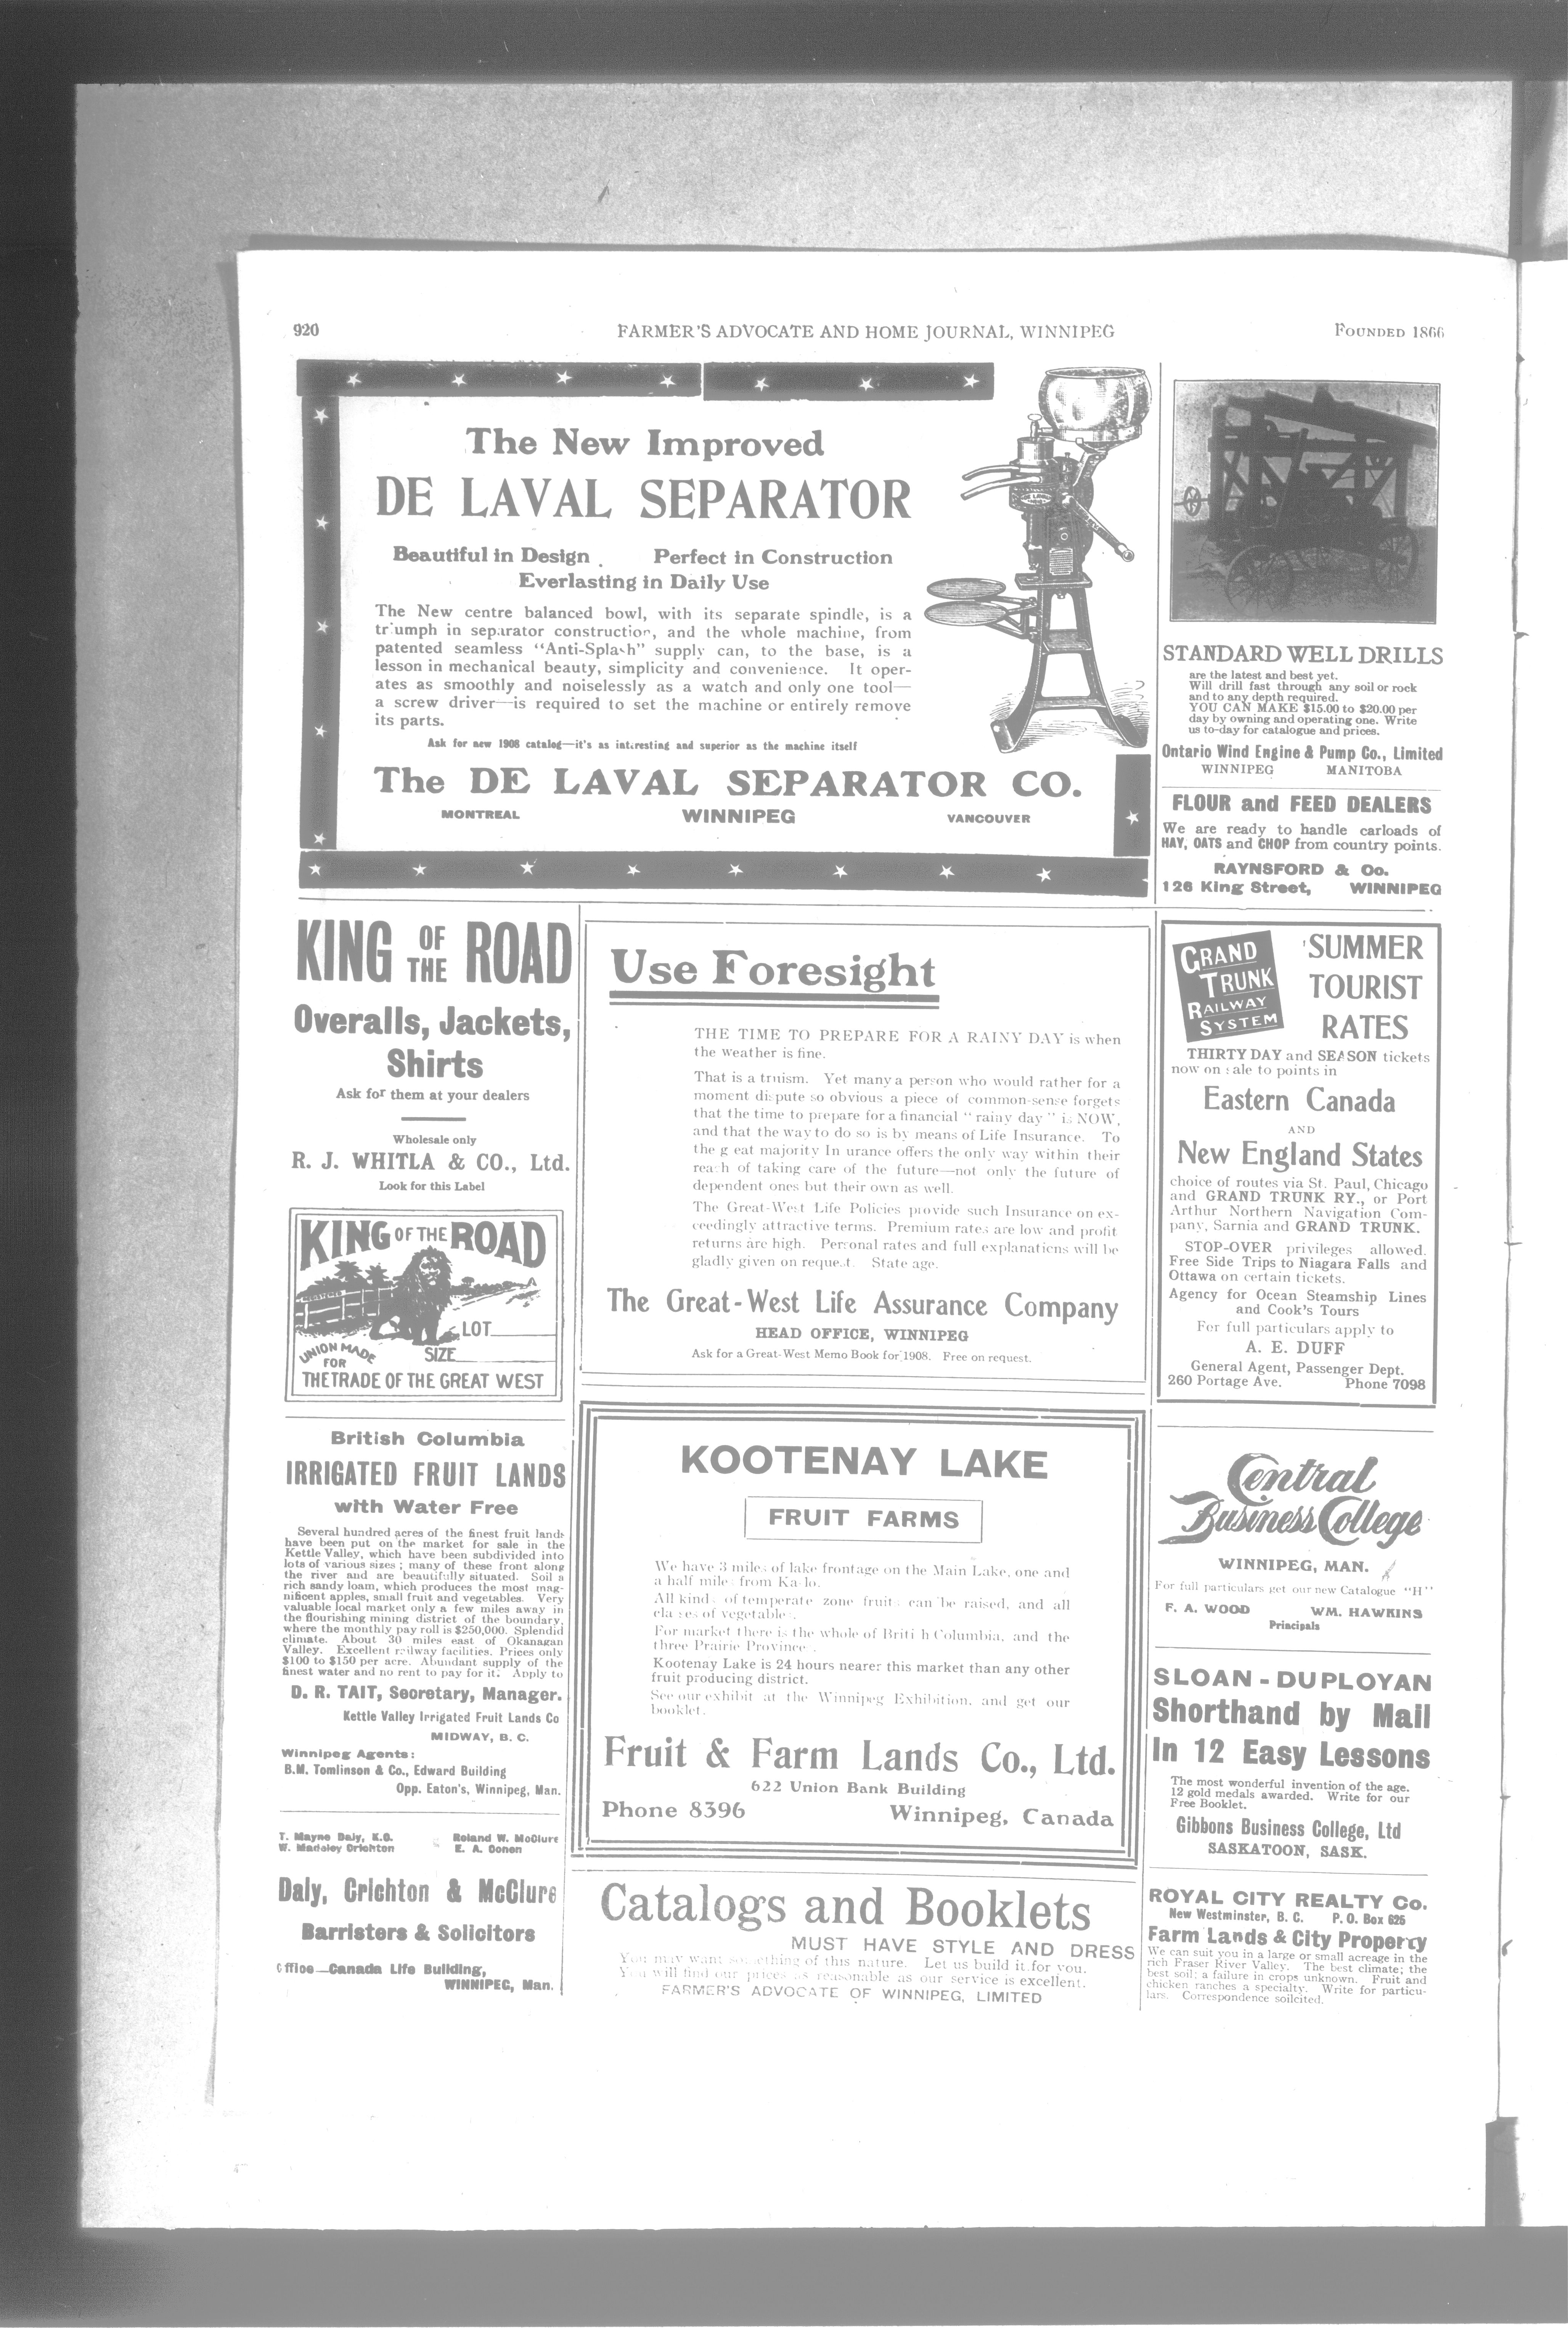 920
FARMER'S ADVOCATE AND HOME JOURNAL, WINNIPEG
FOUNDED 1866
The New Improved
DE LAVAL SEPARATOR
Beautiful in Design Perfect in Construction
Everlasting in Daily Use
The New centre balanced bowl, with its separate spindle, is a
triumph in separator construction, and the whole machine, from
patented seamless "Anti-Splash" supply can, to the base, is a
lesson in mechanical beauty, simplicity and convenience. It oper-
ates as smoothly and noiselessly as a watch and only one tool—
a screw driver—is required to set the machine or entirely remove
its parts.
Ask for new 1908 catalog—it's as interesting and superior as the machine itself
The DE LAVAL SEPARATOR CO.
MONTREAL WINNIPEG VANCOUVER
STANDARD WELL DRILLS
are the latest and best yet.
Will drill fast through any soil or rock
and to any depth required.
YOU CAN MAKE $15.00 to $20.00 per
day by owning and operating one. Write
us to-day for catalogue and prices.
Ontario Wind Engine & Pump Co., Limited
WINNIPEG MANITOBA
FLOUR and FEED DEALERS
We are ready to handle carloads of
HAY, OATS and CHOP from country points.
RAYNSFORD & Co.
126 King Street, WINNIPEG
KING OF THE ROAD
Overalls, Jackets,
Shirts
Ask for them at your dealers
Wholesale only
R. J. WHITLA & CO., Ltd.
Look for this Label
KING OF THE ROAD
LOT
UNION MADE
FOR
SIZE
THE TRADE OF THE GREAT WEST
Use Foresight
THE TIME TO PREPARE FOR A RAINY DAY is when
the weather is fine.
That is a truism. Yet many a person who would rather for a
moment dispute so obvious a piece of common-sense forgets
that the time to prepare for a financial "rainy day" is NOW,
and that the way to do so is by means of Life Insurance. To
the g eat majority In urance offers the only way within their
reach of taking care of the future—not only the future of
dependent ones but their own as well.
The Great-West Life Policies provide such Insurance on ex-
ceedingly attractive terms. Premium rates are low and profit
returns are high. Personal rates and full explanations will be
gladly given on request. State age.
The Great-West Life Assurance Company
HEAD OFFICE, WINNIPEG
Ask for a Great-West Memo Book for 1908. Free on request.
GRAND
TRUNK
RAILWAY
SYSTEM
SUMMER
TOURIST
RATES
THIRTY DAY and SEASON tickets
now on sale to points in
Eastern Canada
AND
New England States
choice of routes via St. Paul, Chicago
and GRAND TRUNK RY., or Port
Arthur Northern Navigation Com-
pany, Sarnia and GRAND TRUNK.
STOP-OVER privileges allowed.
Free Side Trips to Niagara Falls and
Ottawa on certain tickets.
Agency for Ocean Steamship Lines
and Cook's Tours
For full particulars apply to
A. E. DUFF
General Agent, Passenger Dept.
260 Portage Ave. Phone 7098
British Columbia
IRRIGATED FRUIT LANDS
with Water Free
Several hundred acres of the finest fruit lands
have been put on the market for sale in the
Kettle Valley, which have been subdivided into
lots of various sizes; many of these front along
the river and are beautifully situated. Soil a
rich sandy loam, which produces the most mag-
nificent apples, small fruit and vegetables. Very
valuable local market only a few miles away in
the flourishing mining district of the boundary,
where the monthly pay roll is $250,000. Splendid
climate. About 30 miles east of Okanagan
Valley. Excellent railway facilities. Prices only
$100 to $150 per acre. Abundant supply of the
finest water and no rent to pay for it. Apply to
D. R. TAIT, Secretary, Manager.
Kettle Valley Irrigated Fruit Lands Co
MIDWAY, B. C.
Winnipeg Agents:
B.M. Tomlinson & Co., Edward Building
Opp. Eaton's, Winnipeg, Man.
KOOTENAY LAKE
FRUIT FARMS
We have 3 miles of lake frontage on the Main Lake, one and
a half miles from Ka lo.
All kinds of temperate zone fruits can be raised, and all
classes of vegetables.
For market there is the whole of Briti h Columbia, and the
three Prairie Province .
Kootenay Lake is 24 hours nearer this market than any other
fruit producing district.
See our exhibit at the Winnipeg Exhibition, and get our
booklet.
Fruit & Farm Lands Co., Ltd.
622 Union Bank Building
Phone 8396 Winnipeg, Canada
Central
Business College
WINNIPEG, MAN.
For full particulars get our new Catalogue "H"
F. A. WOOD WM. HAWKINS
Principals
SLOAN-DUPLOYAN
Shorthand by Mail
In 12 Easy Lessons
The most wonderful invention of the age.
12 gold medals awarded. Write for our
Free Booklet.
Gibbons Business College, Ltd
SASKATOON, SASK.
T. Mayne Daly, K.C. Roland W. McClure
W. Madeley Crichton E. A. Cohen
Daly, Crichton & McClure
Barristers & Solicitors
Office—Canada Life Building,
WINNIPEG, Man.
Catalogs and Booklets
MUST HAVE STYLE AND DRESS
You may want something of this nature. Let us build it for you.
You will find our prices as reasonable as our service is excellent.
FARMER'S ADVOCATE OF WINNIPEG, LIMITED
ROYAL CITY REALTY Co.
New Westminster, B. C. P. O. Box 625
Farm Lands & City Property
We can suit you in a large or small acreage in the
rich Fraser River Valley. The best climate; the
best soil; a failure in crops unknown. Fruit and
chicken ranches a specialty. Write for particu-
lars. Correspondence soilcited.